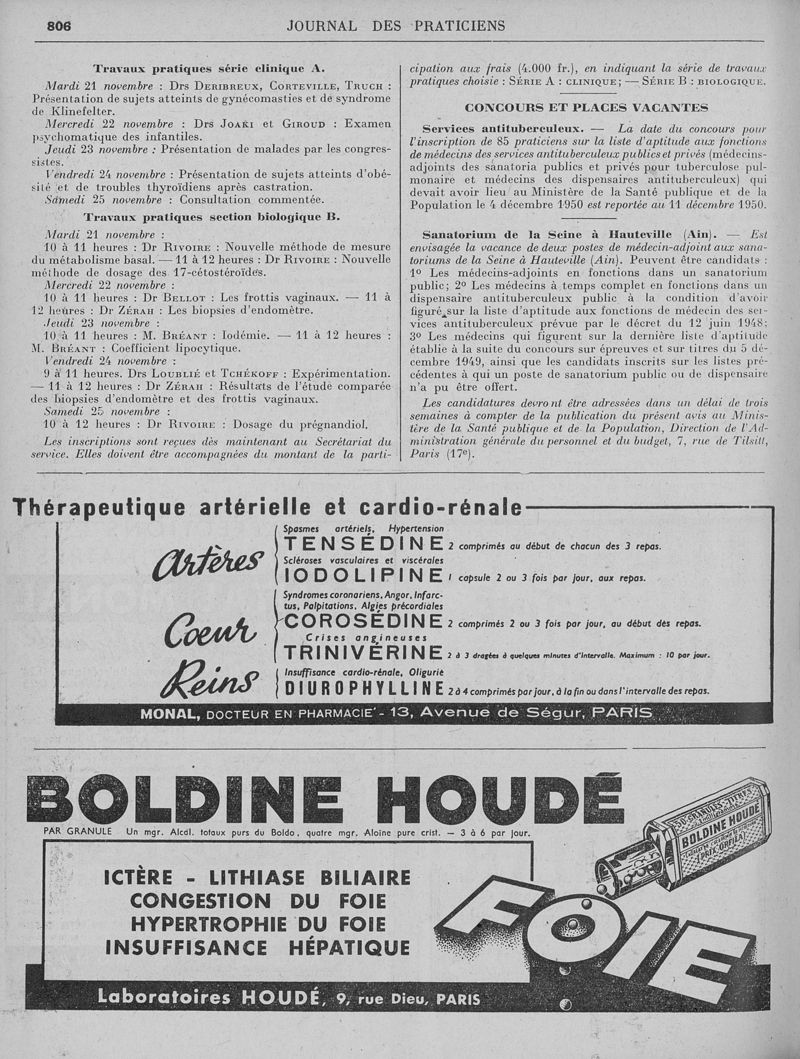 806
JOURNAL DES PRATICIENS
Travaux pratiques série clinique A.
Mardi 21 novembre : Drs DERIBREUX, CORTEVILLE, TRUCH :
Présentation de sujets atteints de gynécomasties et de syndrome
de Klinefelter.
Mercredi 22 novembre : Drs JOAKI et GIROUD : Examen
psychomatique des infantiles.
Jeudi 23 novembre : Présentation de malades par les congres-
sistes.
Vendredi 24 novembre : Présentation de sujets atteints d'obé-
sité et de troubles thyroïdiens après castration.
Samedi 25 novembre : Consultation commentée.
Travaux pratiques section biologique B.
Mardi 21 novembre :
10 à 11 heures : Dr RIVOIRE : Nouvelle méthode de mesure
du métabolisme basal. — 11 à 12 heures : Dr RIVOIRE : Nouvelle
méthode de dosage des 17-cétostéroïdes.
Mercredi 22 novembre :
10 à 11 heures : Dr BELLOT : Les frottis vaginaux. — 11 à
12 heures : Dr ZÉRAH : Les biopsies d'endomètre.
Jeudi 23 novembre :
10 à 11 heures : M. BRÉANT : Iodémie. — 11 à 12 heures :
M. BRÉANT : Coefficient lipocytique.
Vendredi 24 novembre :
9 à 11 heures. Drs LOUBLIÉ et TCHÉKOFF : Expérimentation.
— 11 à 12 heures : Dr ZÉRAH : Résultats de l'étude comparée
des biopsies d'endomètre et des frottis vaginaux.
Samedi 25 novembre :
10 à 12 heures : Dr RIVOIRE : Dosage du prégnandiol.
Les inscriptions sont reçues dès maintenant au Secrétariat du
service. Elles doivent être accompagnées du montant de la parti-
cipation aux frais (4.000 fr.), en indiquant la série de travaux
pratiques choisie : SÉRIE A : CLINIQUE ; — SÉRIE B : BIOLOGIQUE.
CONCOURS ET PLACES VACANTES
Services antituberculeux. — La date du concours pour
l'inscription de 85 praticiens sur la liste d'aptitude aux fonctions
de médecins des services antituberculeux publics et privés (médecins-
adjoints des sanatoria publics et privés pour tuberculose pul-
monaire et médecins des dispensaires antituberculeux) qui
devait avoir lieu au Ministère de la Santé publique et de la
Population le 4 décembre 1950 est reportée au 11 décembre 1950.
Sanatorium de la Seine à Hauteville (Ain). — Est
envisagée la vacance de deux postes de médecin-adjoint aux sana-
toriums de la Seine à Hauteville (Ain). Peuvent être candidats :
1º Les médecins-adjoints en fonctions dans un sanatorium
public ; 2º Les médecins à temps complet en fonctions dans un
dispensaire antituberculeux public à la condition d'avoir
figuré sur la liste d'aptitude aux fonctions de médecin des ser-
vices antituberculeux prévue par le décret du 12 juin 1948 ;
3º Les médecins qui figurent sur la dernière liste d'aptitude
établie à la suite du concours sur épreuves et sur titres du 5 dé-
cembre 1949, ainsi que les candidats inscrits sur les listes pré-
cédentes à qui un poste de sanatorium public ou de dispensaire
n'a pu être offert.
Les candidatures devront être adressées dans un délai de trois
semaines à compter de la publication du présent avis au Minis-
tère de la Santé publique et de la Population, Direction de l'Ad-
ministration générale du personnel et du budget, 7, rue de Tilsitt,
Paris (17e).
Thérapeutique artérielle et cardio-rénale
Artères
Spasmes artériels, Hypertension
TENSÉDINE 2 comprimés au début de chacun des 3 repas.
Scléroses vasculaires et viscérales
IODOLIPINE 1 capsule 2 ou 3 fois par jour, aux repas.
Coeur
Syndromes coronariens, Angor, Infarc-
tus, Palpitations, Algies précordiales
COROSÉDINE 2 comprimés 2 ou 3 fois par jour, au début des repas.
Crises angineuses
TRINIVÉRINE 2 à 3 dragées à quelques minutes d'intervalle. Maximum : 10 par jour.
Reins
Insuffisance cardio-rénale, Oligurie
DIUROPHYLLINE 2 à 4 comprimés par jour, à la fin ou dans l'intervalle des repas.
MONAL, DOCTEUR EN PHARMACIE - 13, Avenue de Ségur, PARIS
BOLDINE HOUDÉ
PAR GRANULE Un mgr. Alcal. totaux purs du Boldo, quatre mgr. Aloine pure crist. — 3 à 6 par jour.
BOLDINE HOUDÉ
ICTÈRE - LITHIASE BILIAIRE
CONGESTION DU FOIE
HYPERTROPHIE DU FOIE
INSUFFISANCE HÉPATIQUE
FOIE
Laboratoires HOUDÉ, 9, rue Dieu, PARIS